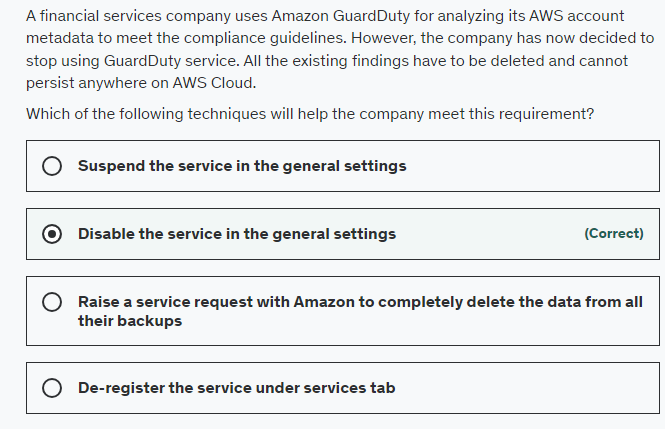 A financial services company uses Amazon GuardDuty for analyzing its AWS account
metadata to meet the compliance guidelines. However, the company has now decided to
stop using GuardDuty service. All the existing findings have to be deleted and cannot
persist anywhere on AWS Cloud.
Which of the following techniques will help the company meet this requirement?
Suspend the service in the general settings
Disable the service in the general settings (Correct)
Raise a service request with Amazon to completely delete the data from all
their backups
De-register the service under services tab